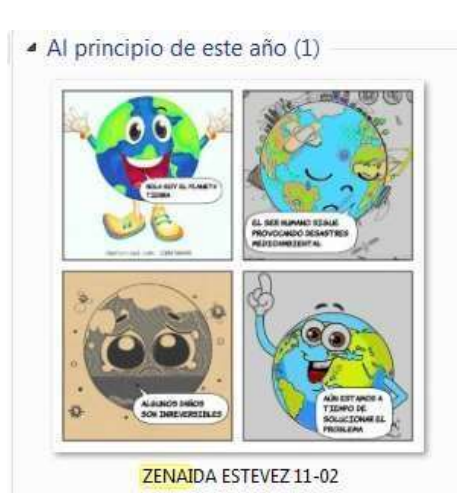 Al principio de este año (1)
HOLA SOY EL PLANETA
TIERRA
EL SER HUMANO SIGUE
PROVOCANDO DESASTRES
MEDIOAMBIENTAL
ALGUNOS DAÑOS
SON IRREVERSIBLES
AÚN ESTAMOS A
TIEMPO DE
SOLUCIONAR EL
PROBLEMA
ZENAIDA ESTEVEZ 11-02